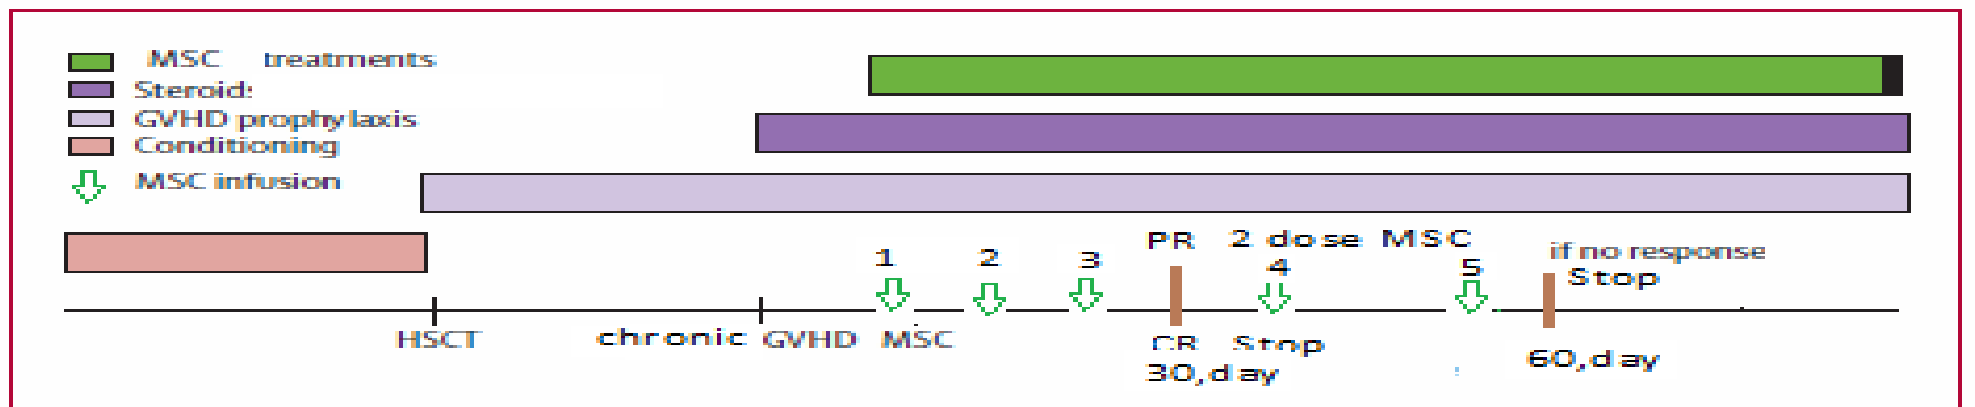 MSC treatments
Steroids
GVHD prophylaxis
Conditioning
MSC infusion
1
2
3
PR 2 dose MSC
4
5
if no response
Stop
HSCT
chronic GVHD MSC
CR Stop
30,day
60,day